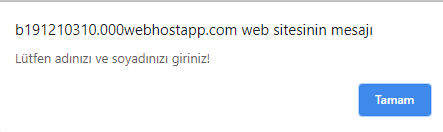 b191210310.000webhostapp.com web sitesinin mesajı
Lütfen adınızı ve soyadınızı giriniz!
Tamam